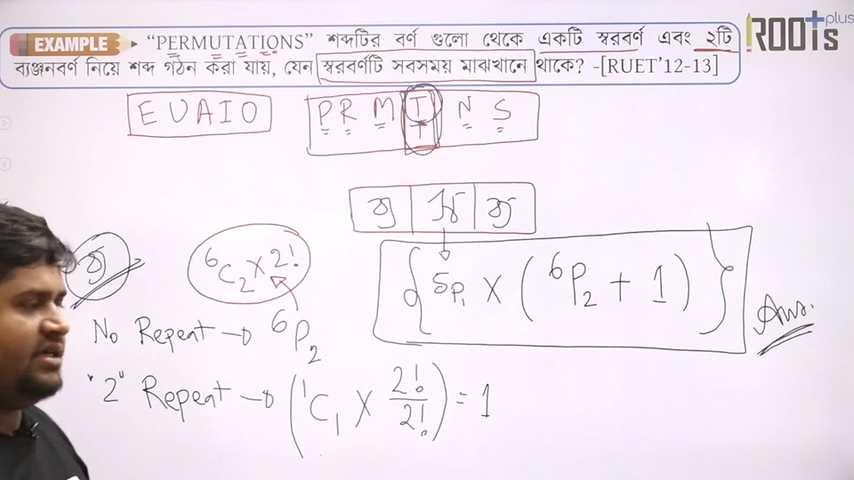 EXAMPLE "PERMUTATIONS" শব্দটির বর্ণ গুলো থেকে একটি স্বরবর্ণ এবং ২টি
ব্যঞ্জনবর্ণ নিয়ে শব্দ গঠন করা যায়, যেন স্বরবর্ণটি সবসময় মাঝখানে থাকে? -[RUET'12-13]
ROOTs plus
E U A I O
P R M T N S
T
ব্য স্ব ব্য
ব্য
⁶C₂ × 2!
{ ⁵P₁ × ( ⁶P₂ + 1 ) }
Ans.
No Repeat → ⁶P₂
"2" Repeat → ( ¹C₁ × 2!/2! ) = 1